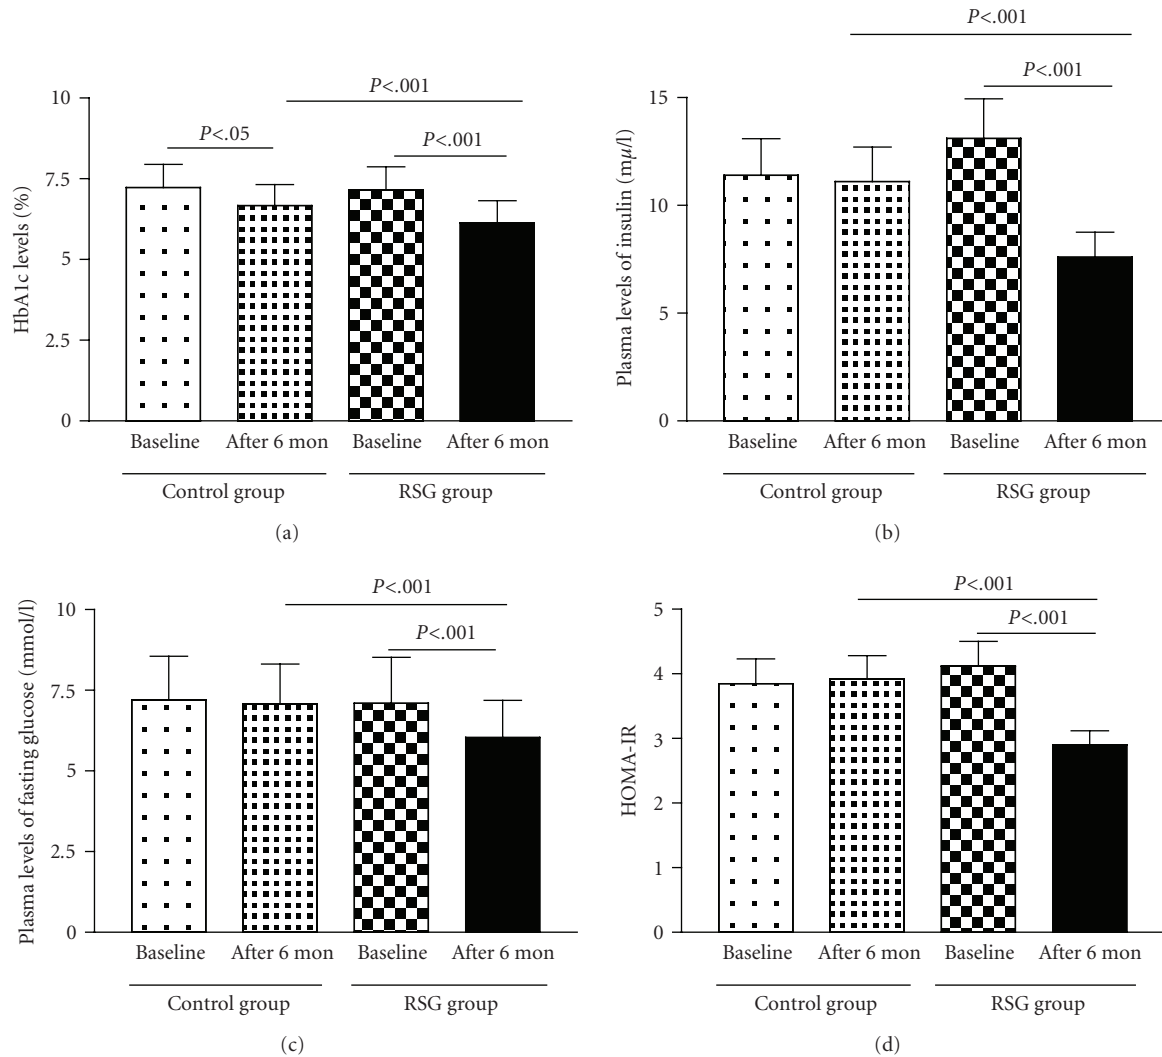 P<.001
P<.05
P<.001
10
7.5
5
2.5
0
HbA1c levels (%)
Baseline After 6 mon Baseline After 6 mon
Control group RSG group
(a)
P<.001
P<.001
15
10
5
0
Plasma levels of insulin (mμ/l)
Baseline After 6 mon Baseline After 6 mon
Control group RSG group
(b)
P<.001
P<.001
10
7.5
5
2.5
0
Plasma levels of fasting glucose (mmol/l)
Baseline After 6 mon Baseline After 6 mon
Control group RSG group
(c)
P<.001
P<.001
5
4
3
2
1
0
HOMA-IR
Baseline After 6 mon Baseline After 6 mon
Control group RSG group
(d)